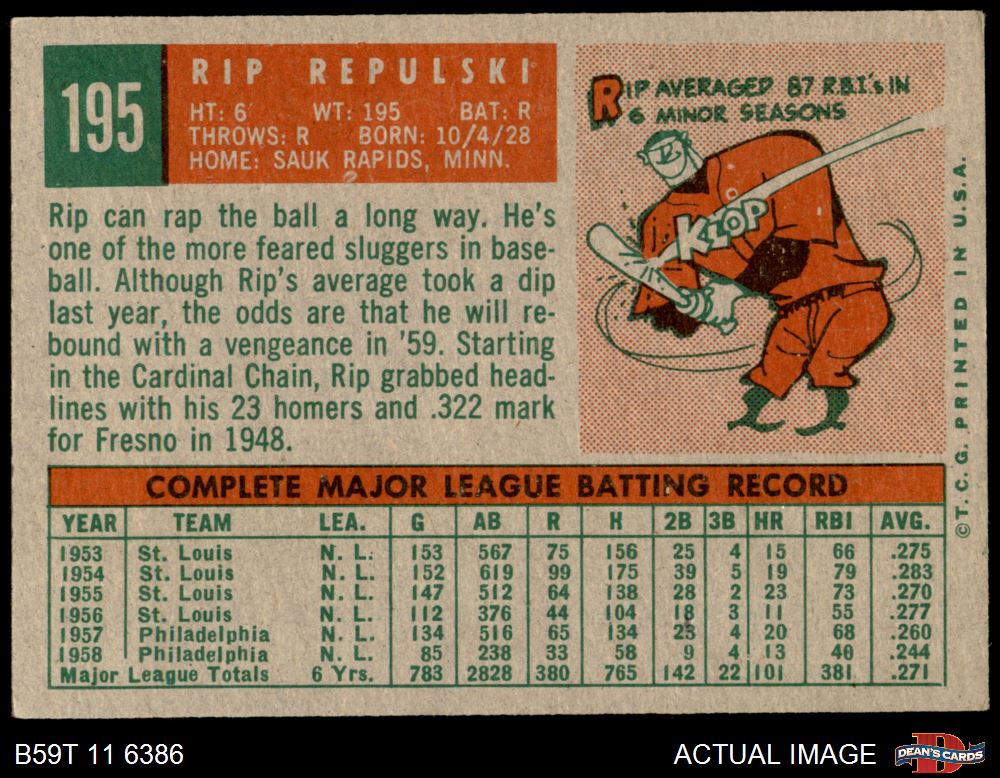 195
RIP REPULSKI
HT: 6 WT: 195 BAT: R
THROWS: R BORN: 10/4/28
HOME: SAUK RAPIDS, MINN.
RIP AVERAGED 87 R.B.I.'s IN
6 MINOR SEASONS
KLOP
Rip can rap the ball a long way. He's
one of the more feared sluggers in base-
ball. Although Rip's average took a dip
last year, the odds are that he will re-
bound with a vengeance in '59. Starting
in the Cardinal Chain, Rip grabbed head-
lines with his 23 homers and .322 mark
for Fresno in 1948.
COMPLETE MAJOR LEAGUE BATTING RECORD
YEAR TEAM LEA. G AB R H 2B 3B HR RBI AVG.
1953 St. Louis N. L. 153 567 75 156 25 4 15 66 .275
1954 St. Louis N. L. 152 619 99 175 39 5 19 79 .283
1955 St. Louis N. L. 147 512 64 138 28 2 23 73 .270
1956 St. Louis N. L. 112 376 44 104 18 3 11 55 .277
1957 Philadelphia N. L. 134 516 65 134 23 4 20 68 .260
1958 Philadelphia N. L. 85 238 33 58 9 4 13 40 .244
Major League Totals 6 Yrs. 783 2828 380 765 142 22 101 381 .271
© T. C. G. PRINTED IN U.S.A.
B59T 11 6386
ACTUAL IMAGE
DEAN'S CARDS